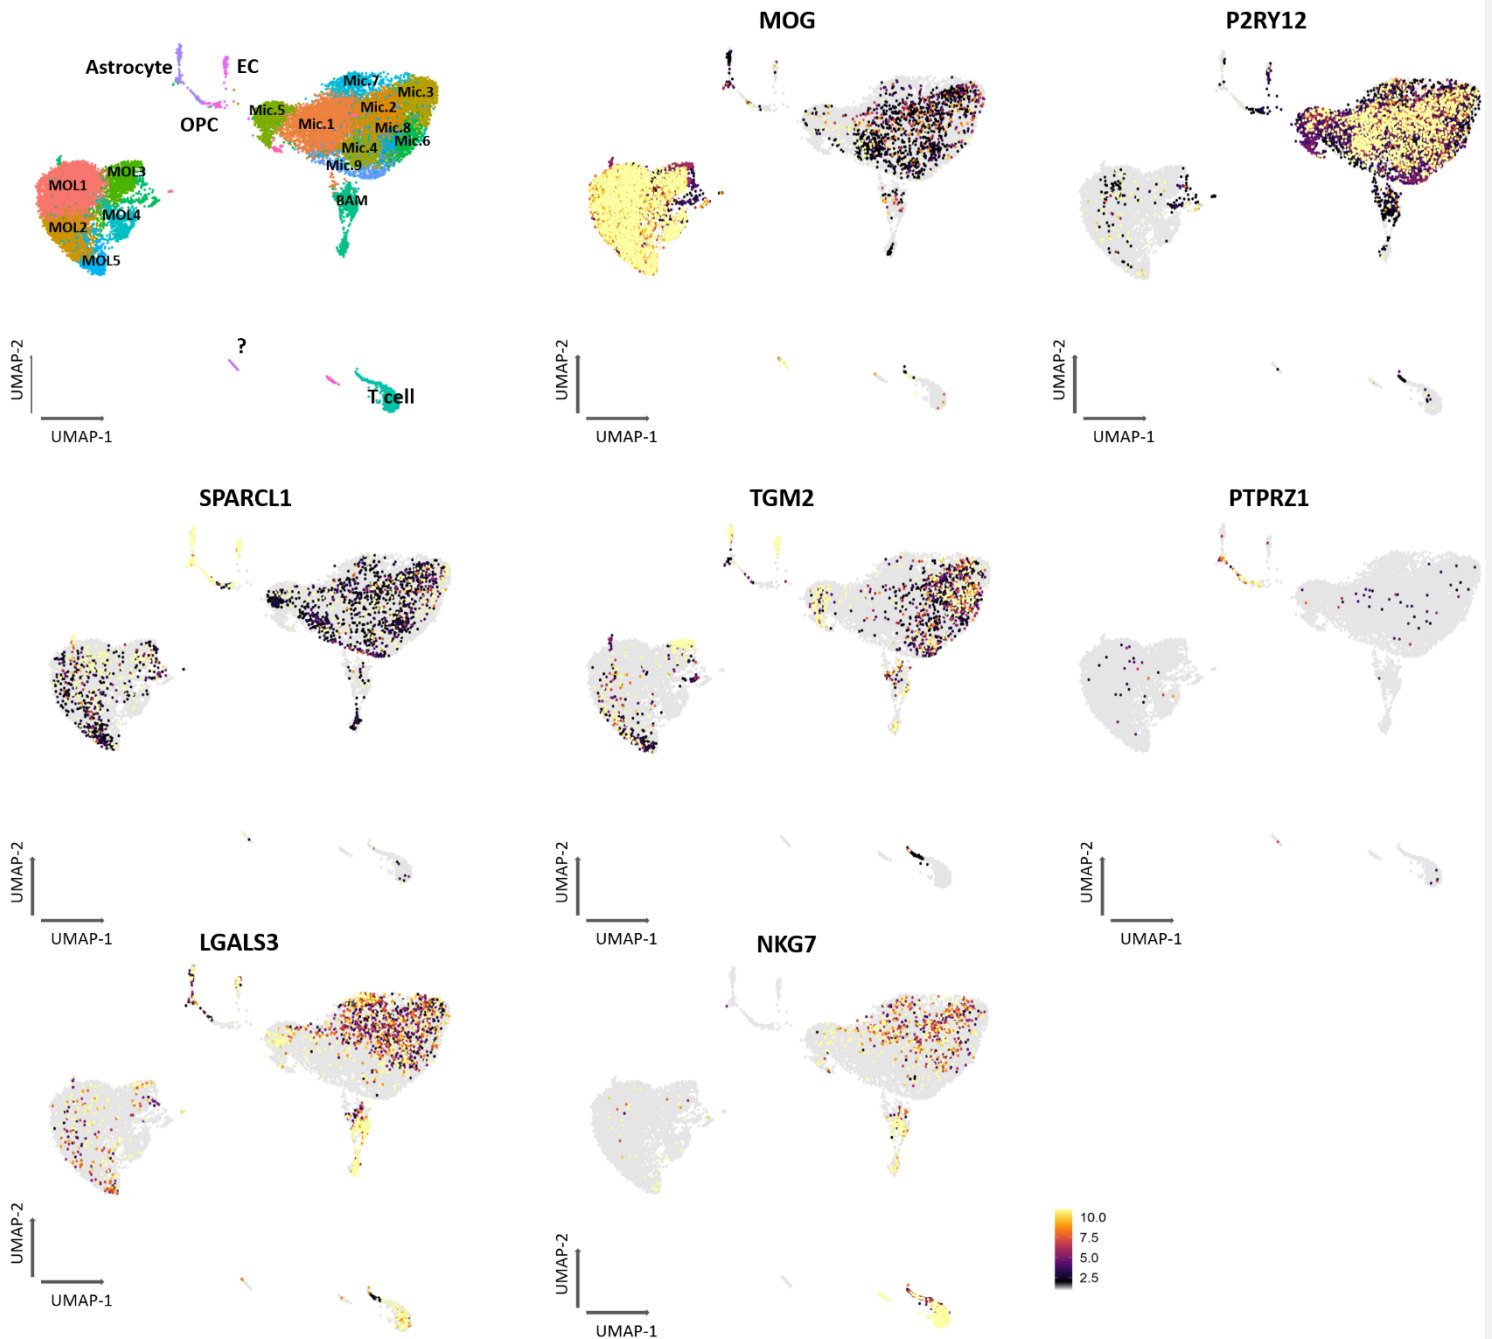 MOG
P2RY12
Astrocyte
EC
OPC
Mic.7
Mic.3
Mic.5
Mic.2
Mic.1
Mic.8
Mic.6
Mic.4
Mic.9
MOL1
MOL3
BAM
MOL4
MOL2
MOL5
?
T cell
UMAP-2
UMAP-1
UMAP-2
UMAP-1
UMAP-2
UMAP-1
SPARCL1
TGM2
PTPRZ1
UMAP-2
UMAP-1
UMAP-2
UMAP-1
UMAP-2
UMAP-1
LGALS3
NKG7
UMAP-2
UMAP-1
UMAP-2
UMAP-1
10.0
7.5
5.0
2.5